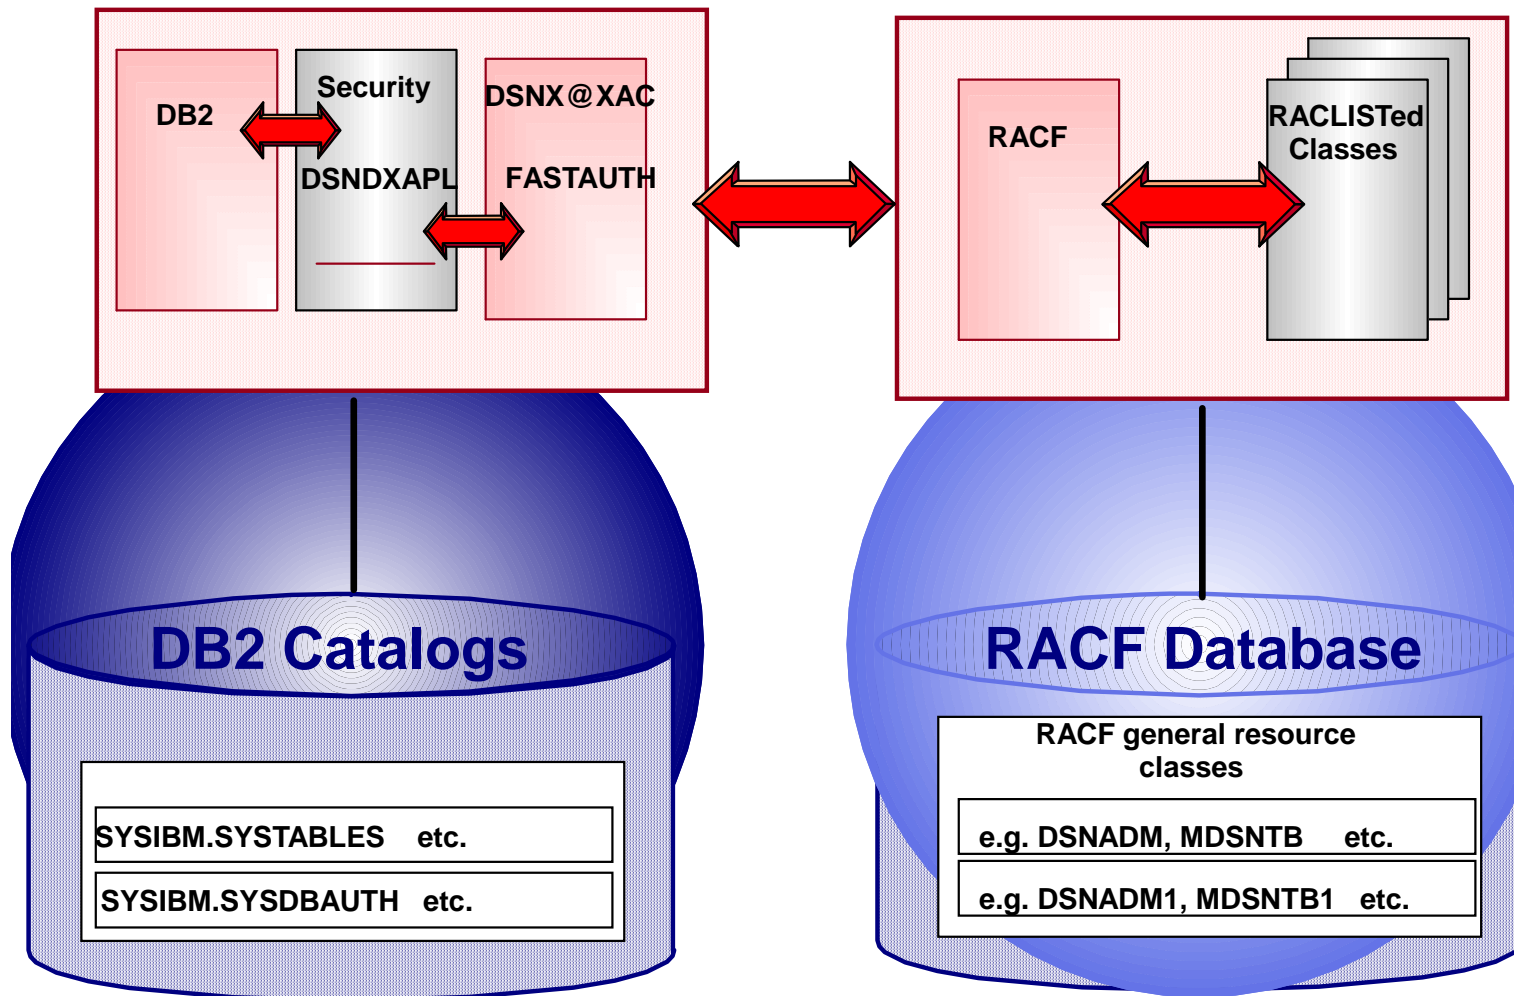 DB2
Security
DSNDXAPL
DSNX@XAC
FASTAUTH
RACF
RACLISTed
Classes
DB2 Catalogs
SYSIBM.SYSTABLES etc.
SYSIBM.SYSDBAUTH etc.
RACF Database
RACF general resource
classes
e.g. DSNADM, MDSNTB etc.
e.g. DSNADM1, MDSNTB1 etc.